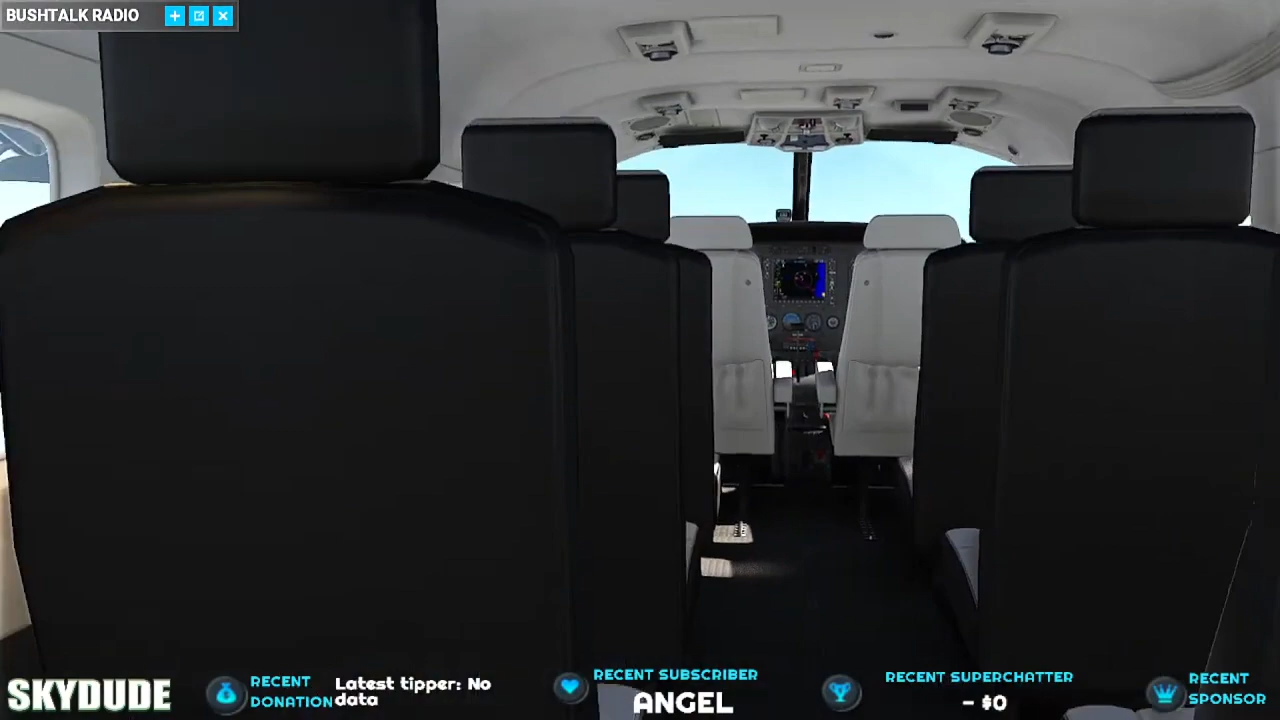 BUSHTALK RADIO
SKYDUDE
RECENT
DONATION
Latest tipper: No
data
RECENT SUBSCRIBER
ANGEL
RECENT SUPERCHATTER
- $0
RECENT
SPONSOR